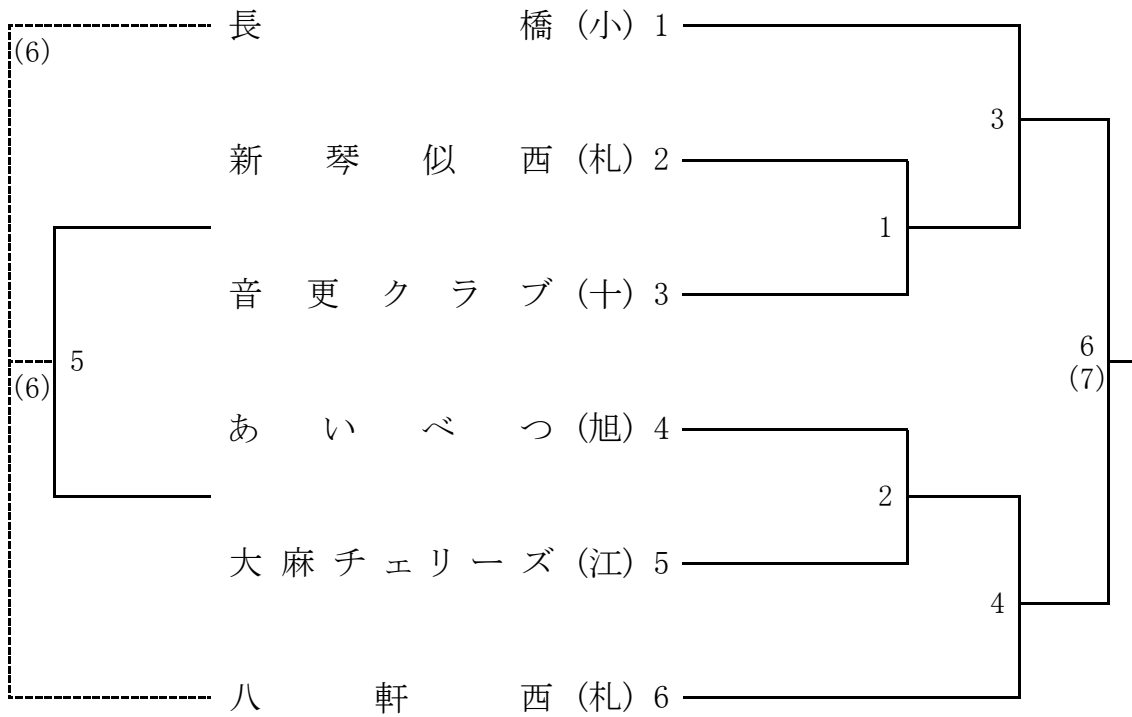 長橋 (小) 1
(6)
3
新琴似西 (札) 2
1
音更クラブ (十) 3
5
(6)
6
(7)
あいべつ (旭) 4
2
大麻チェリーズ (江) 5
4
八軒西 (札) 6